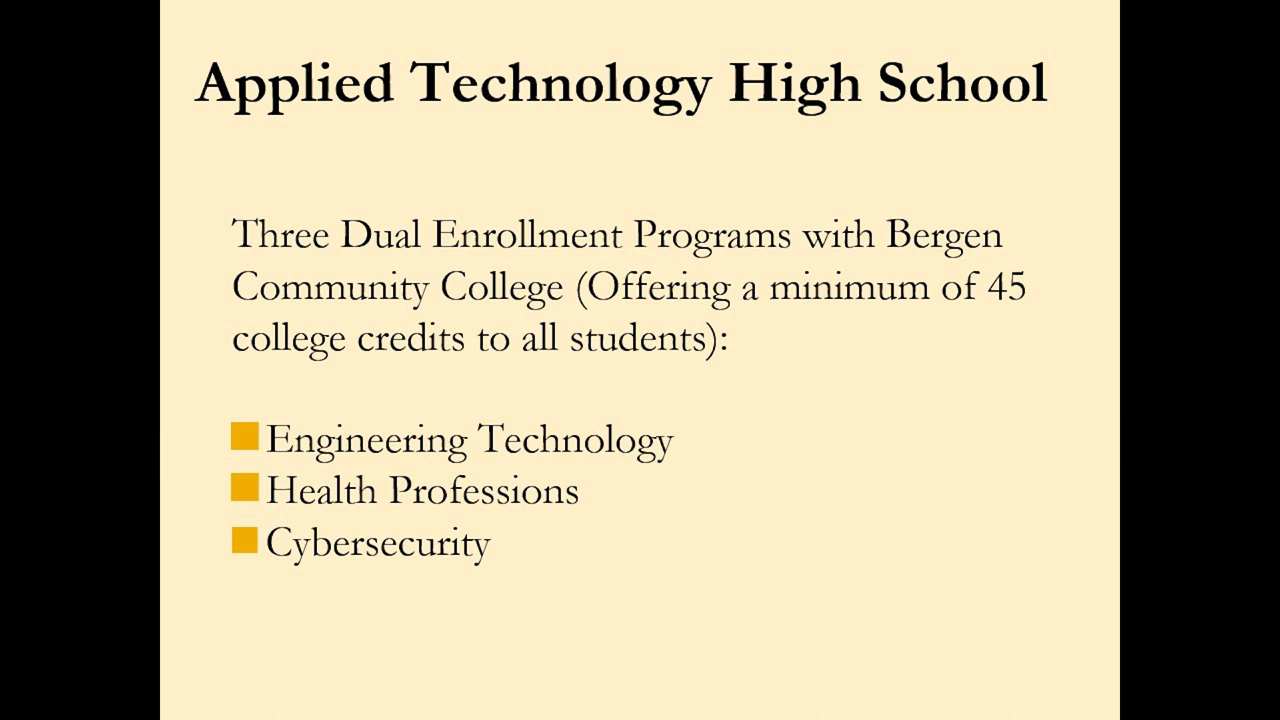 Applied Technology High School
Three Dual Enrollment Programs with Bergen
Community College (Offering a minimum of 45
college credits to all students):
Engineering Technology
Health Professions
Cybersecurity